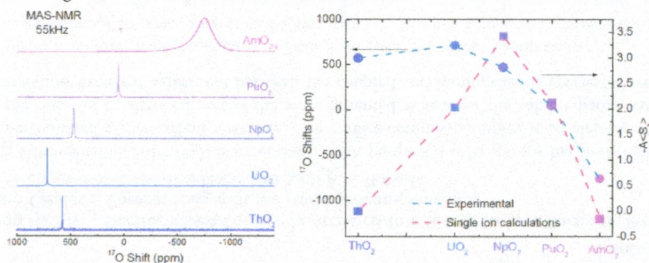 MAS-NMR
55kHz
AmO2-x
PuO2
NpO2
UO2
ThO2
1000 500 0 -500 -1000
17O Shift (ppm)
1000
500
0
-500
-1000
17O Shifts (ppm)
3.5
3.0
2.5
2.0
1.5
1.0
0.5
0.0
-0.5
Experimental
Single ion calculations
ThO2 UO2 NpO2 PuO2 AmO2